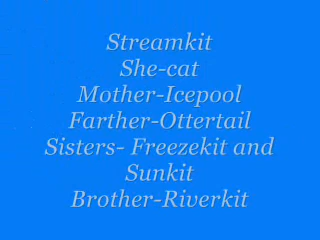 Streamkit
She-cat
Mother-Icepool
Farther-Ottertail
Sisters- Freezekit and
Sunkit
Brother-Riverkit